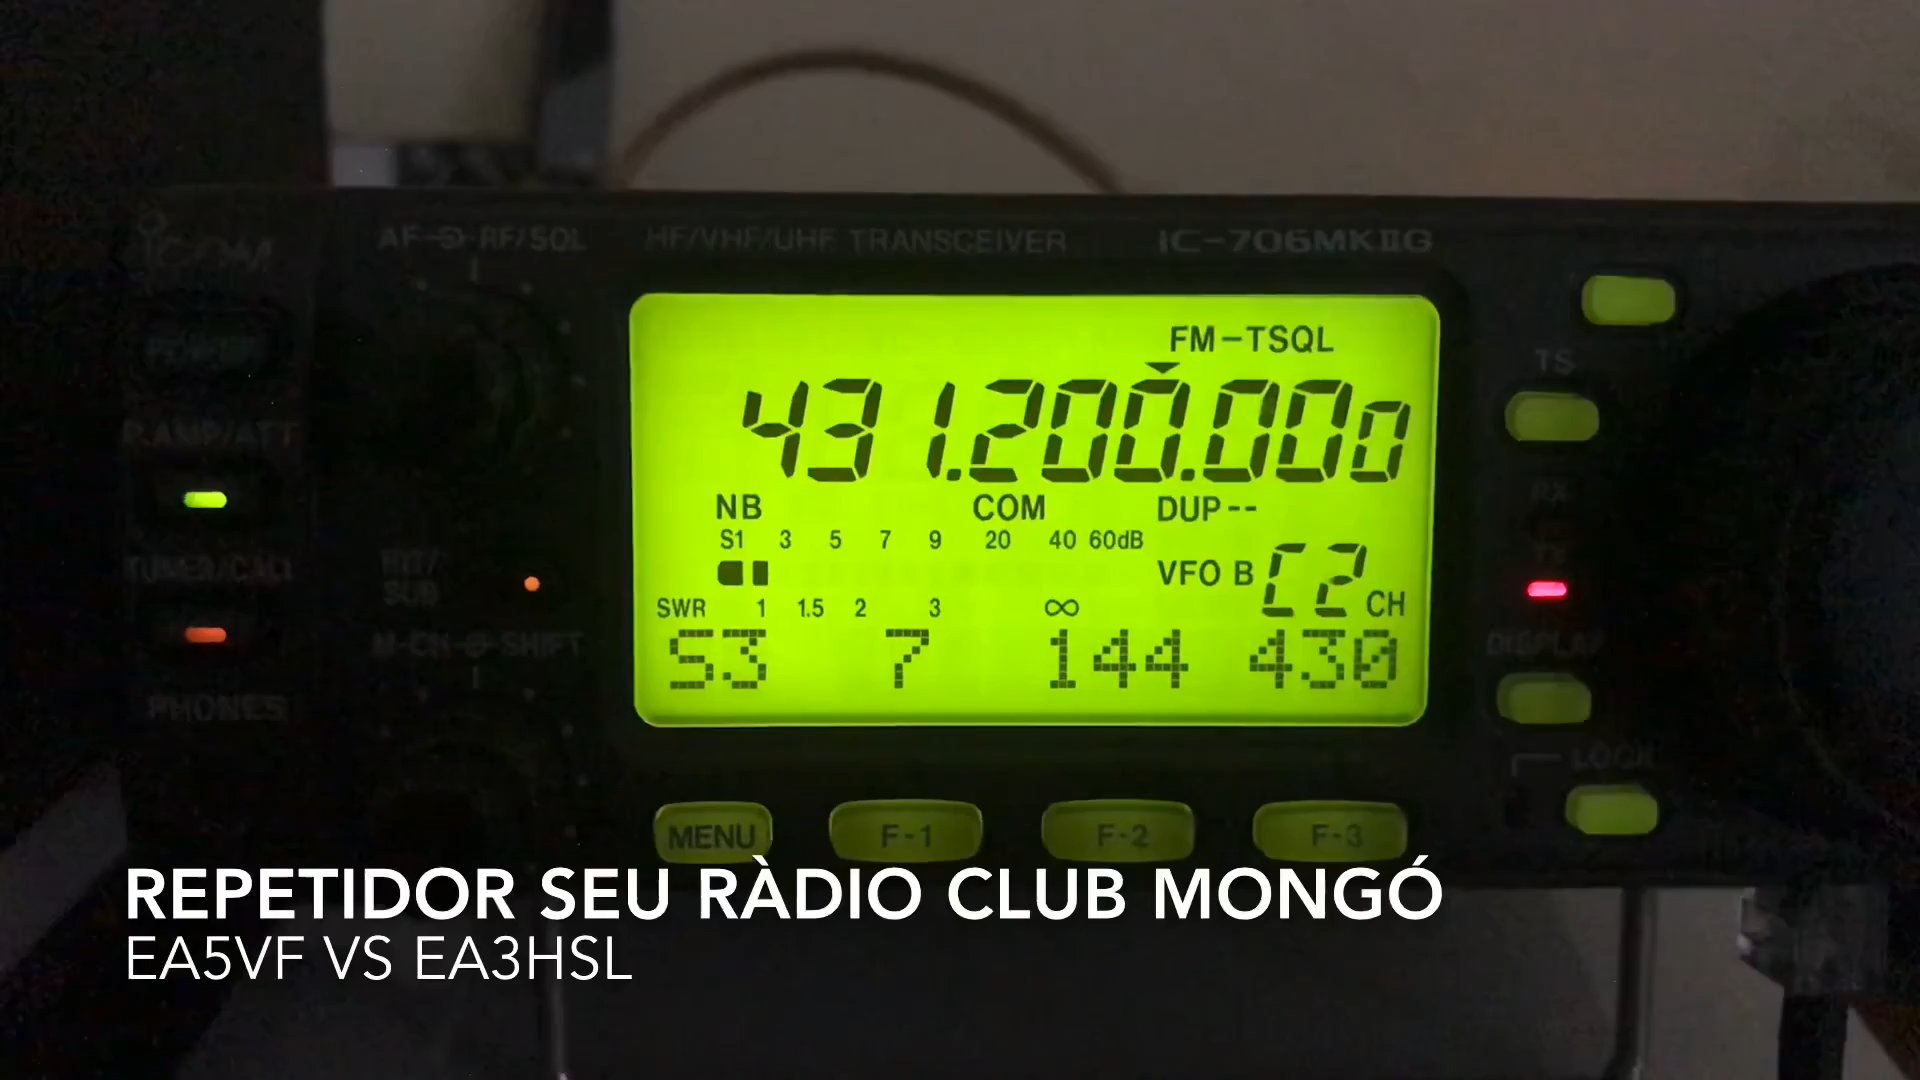 ICOM
AF RF/SQL
HF/VHF/UHF TRANSCEIVER
IC-706MKIIG
POWER
P.AMP/ATT
TUNER/CALL
RIT/
SUB
M-CH SHIFT
PHONES
FM-TSQL
431.200.000
NB COM DUP--
S1 3 5 7 9 20 40 60dB
VFO B C2 CH
SWR 1 1.5 2 3 ∞
S3 7 144 430
TS
RX
TX
DISPLAY
LOCK
MENU F-1 F-2 F-3
REPETIDOR SEU RÀDIO CLUB MONGÓ
EA5VF VS EA3HSL